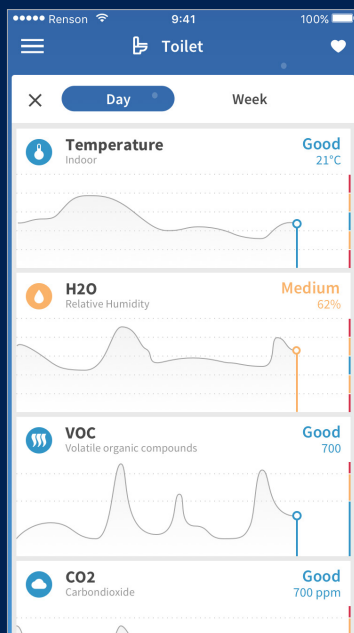 Renson 9:41 100%
Toilet
Day Week
Temperature Good
Indoor 21°C
H2O Medium
Relative Humidity 62%
VOC Good
Volatile organic compounds 700
CO2 Good
Carbondioxide 700 ppm